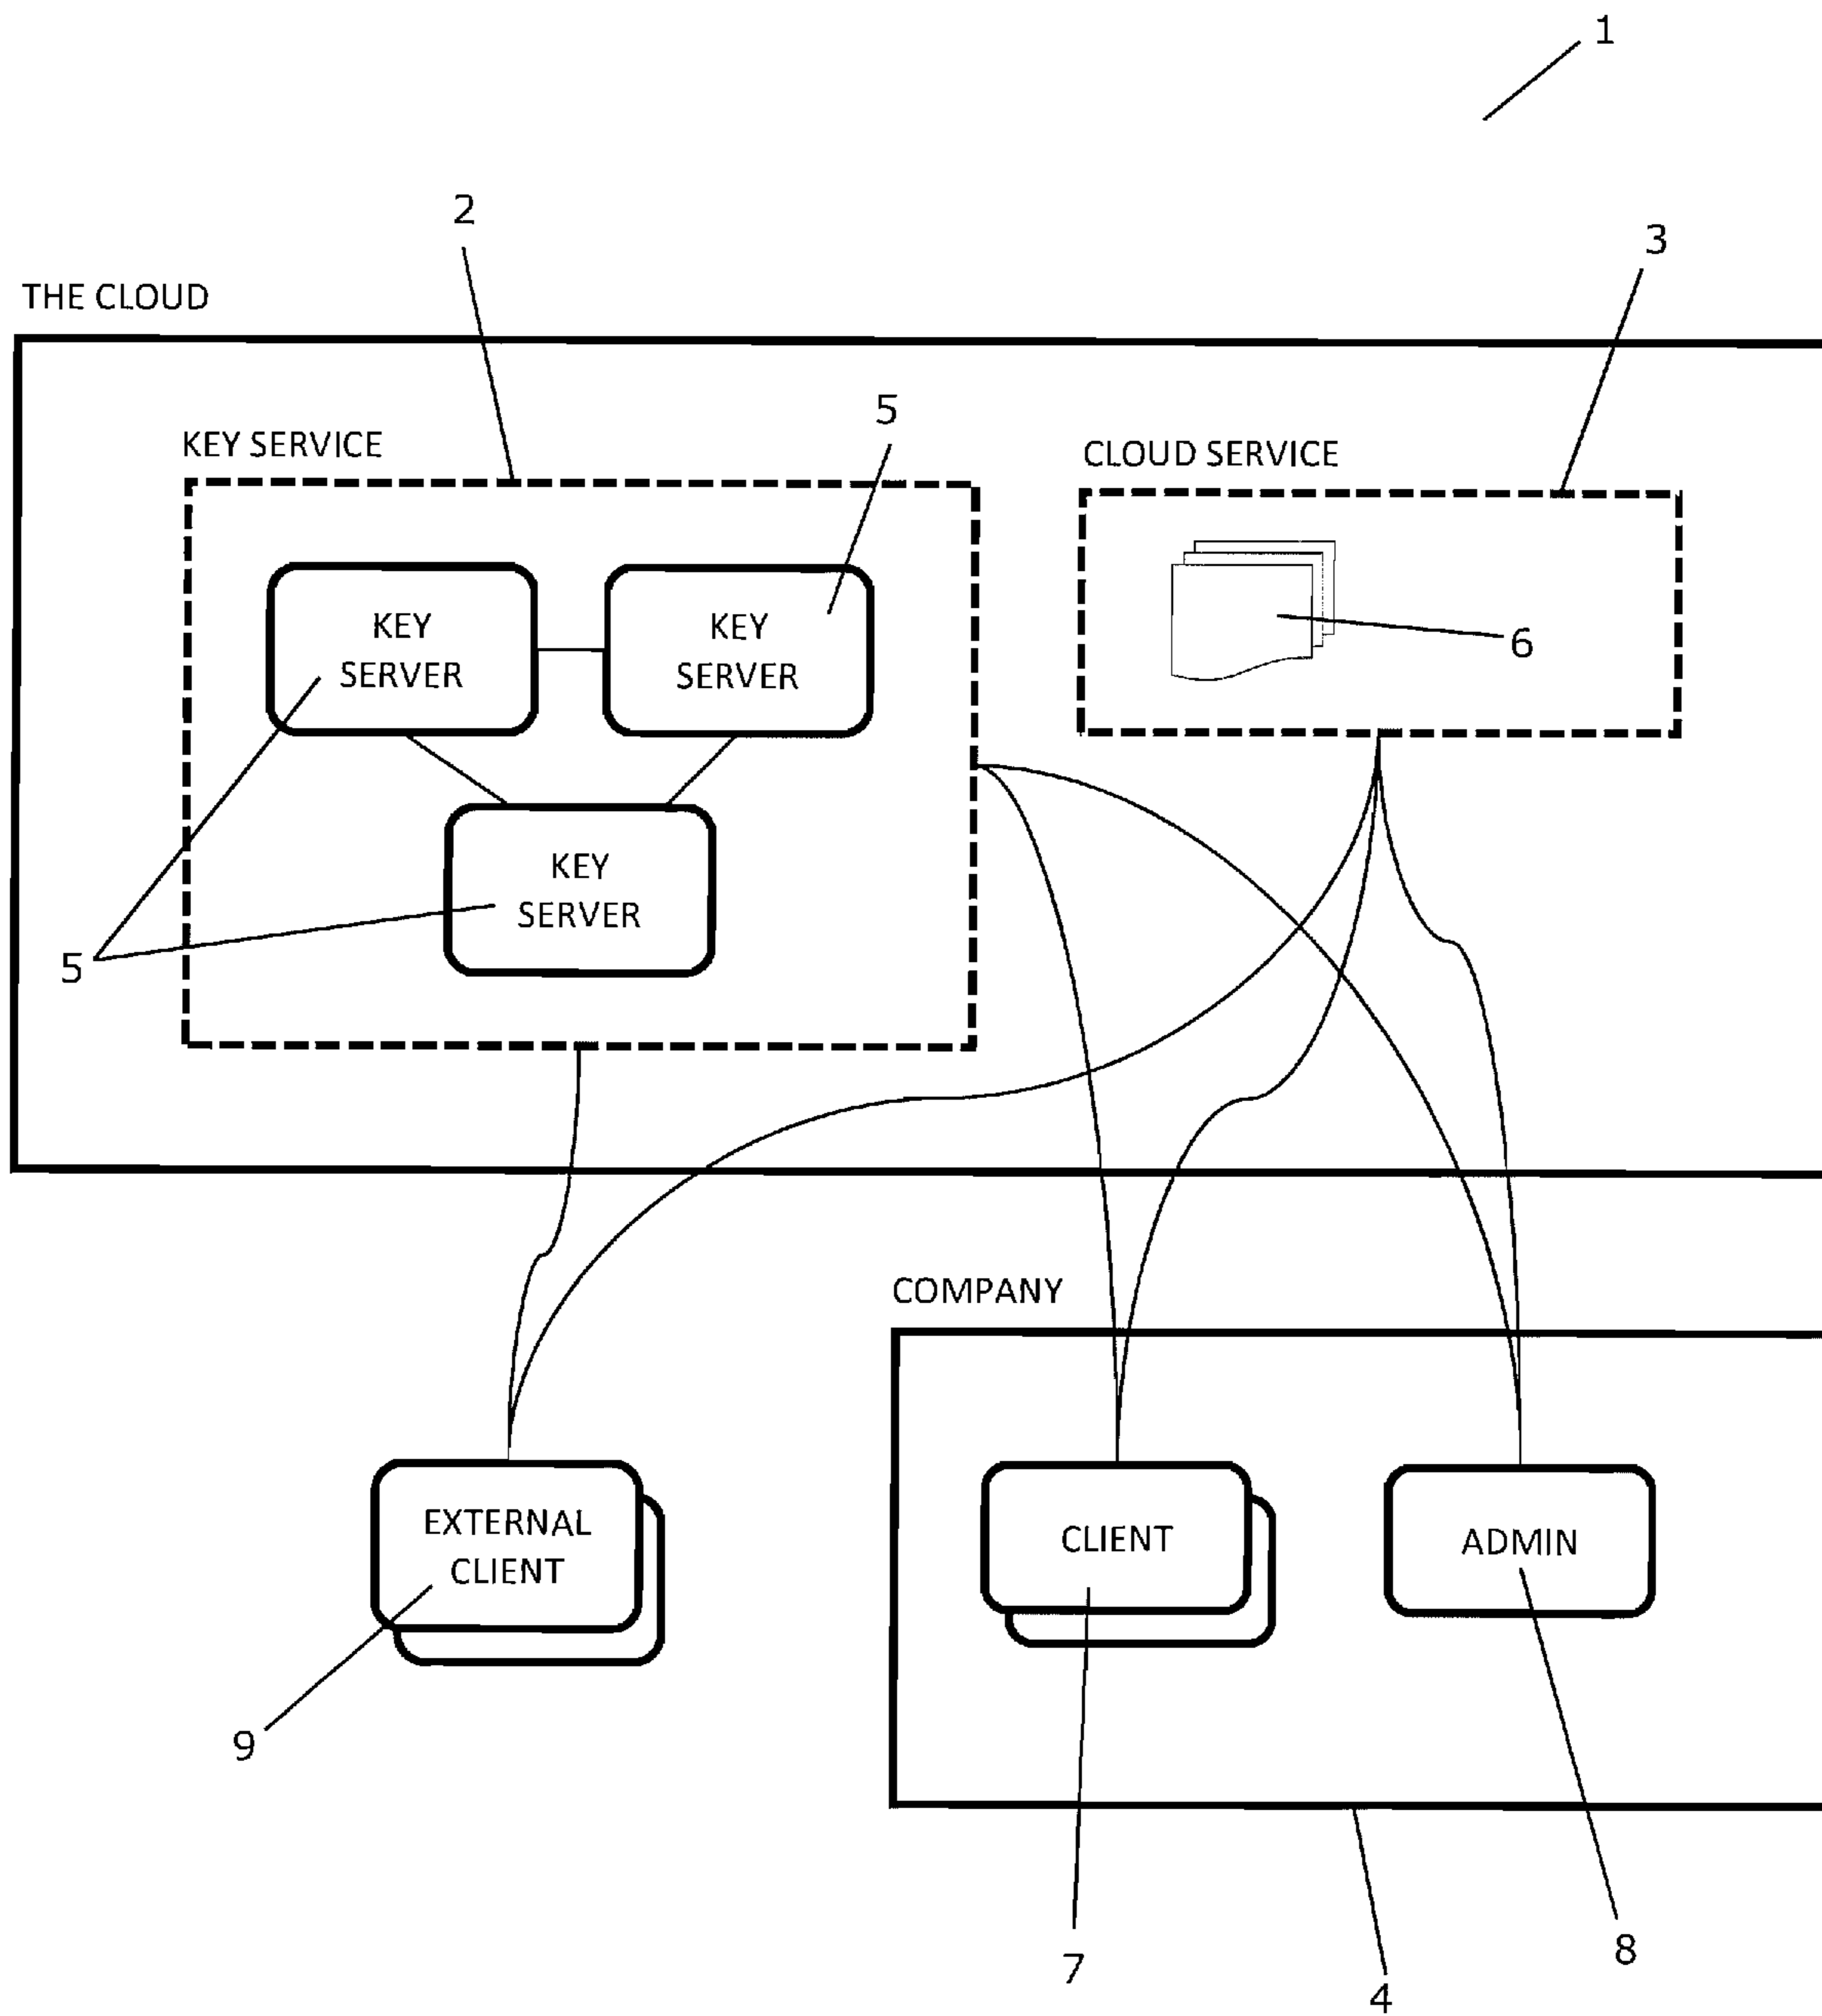 1
2
3
THE CLOUD
5
KEY SERVICE
CLOUD SERVICE
KEY
SERVER
KEY
SERVER
6
KEY
SERVER
5
COMPANY
EXTERNAL
CLIENT
CLIENT
ADMIN
9
7
8
4